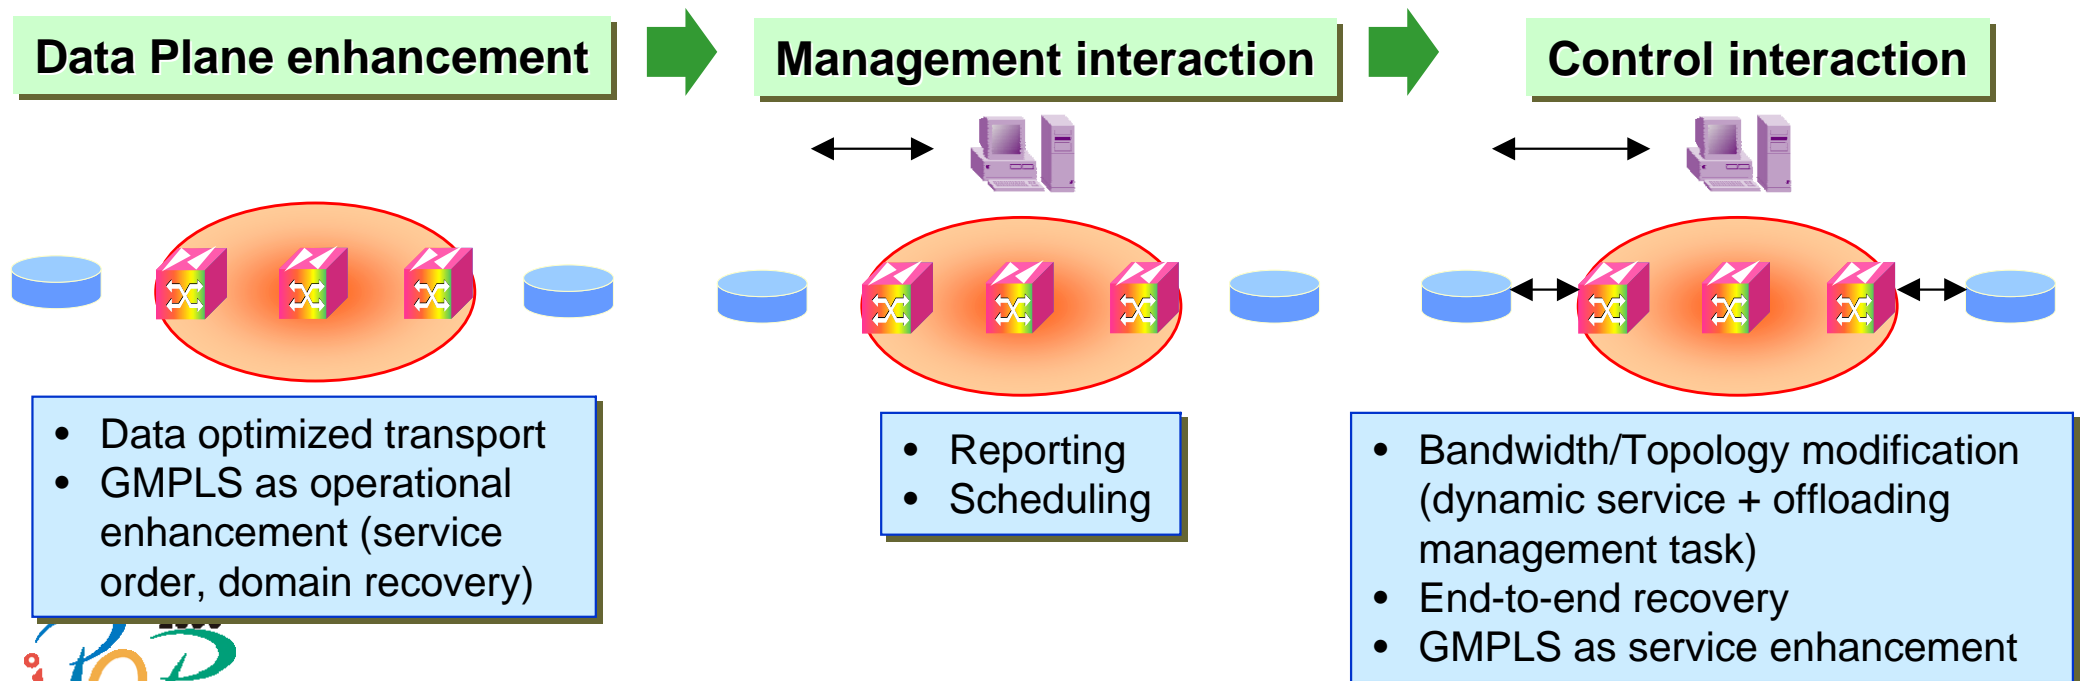 Data Plane enhancement
Management interaction
Control interaction
• Data optimized transport
• GMPLS as operational
enhancement (service
order, domain recovery)
• Reporting
• Scheduling
• Bandwidth/Topology modification
(dynamic service + offloading
management task)
• End-to-end recovery
• GMPLS as service enhancement